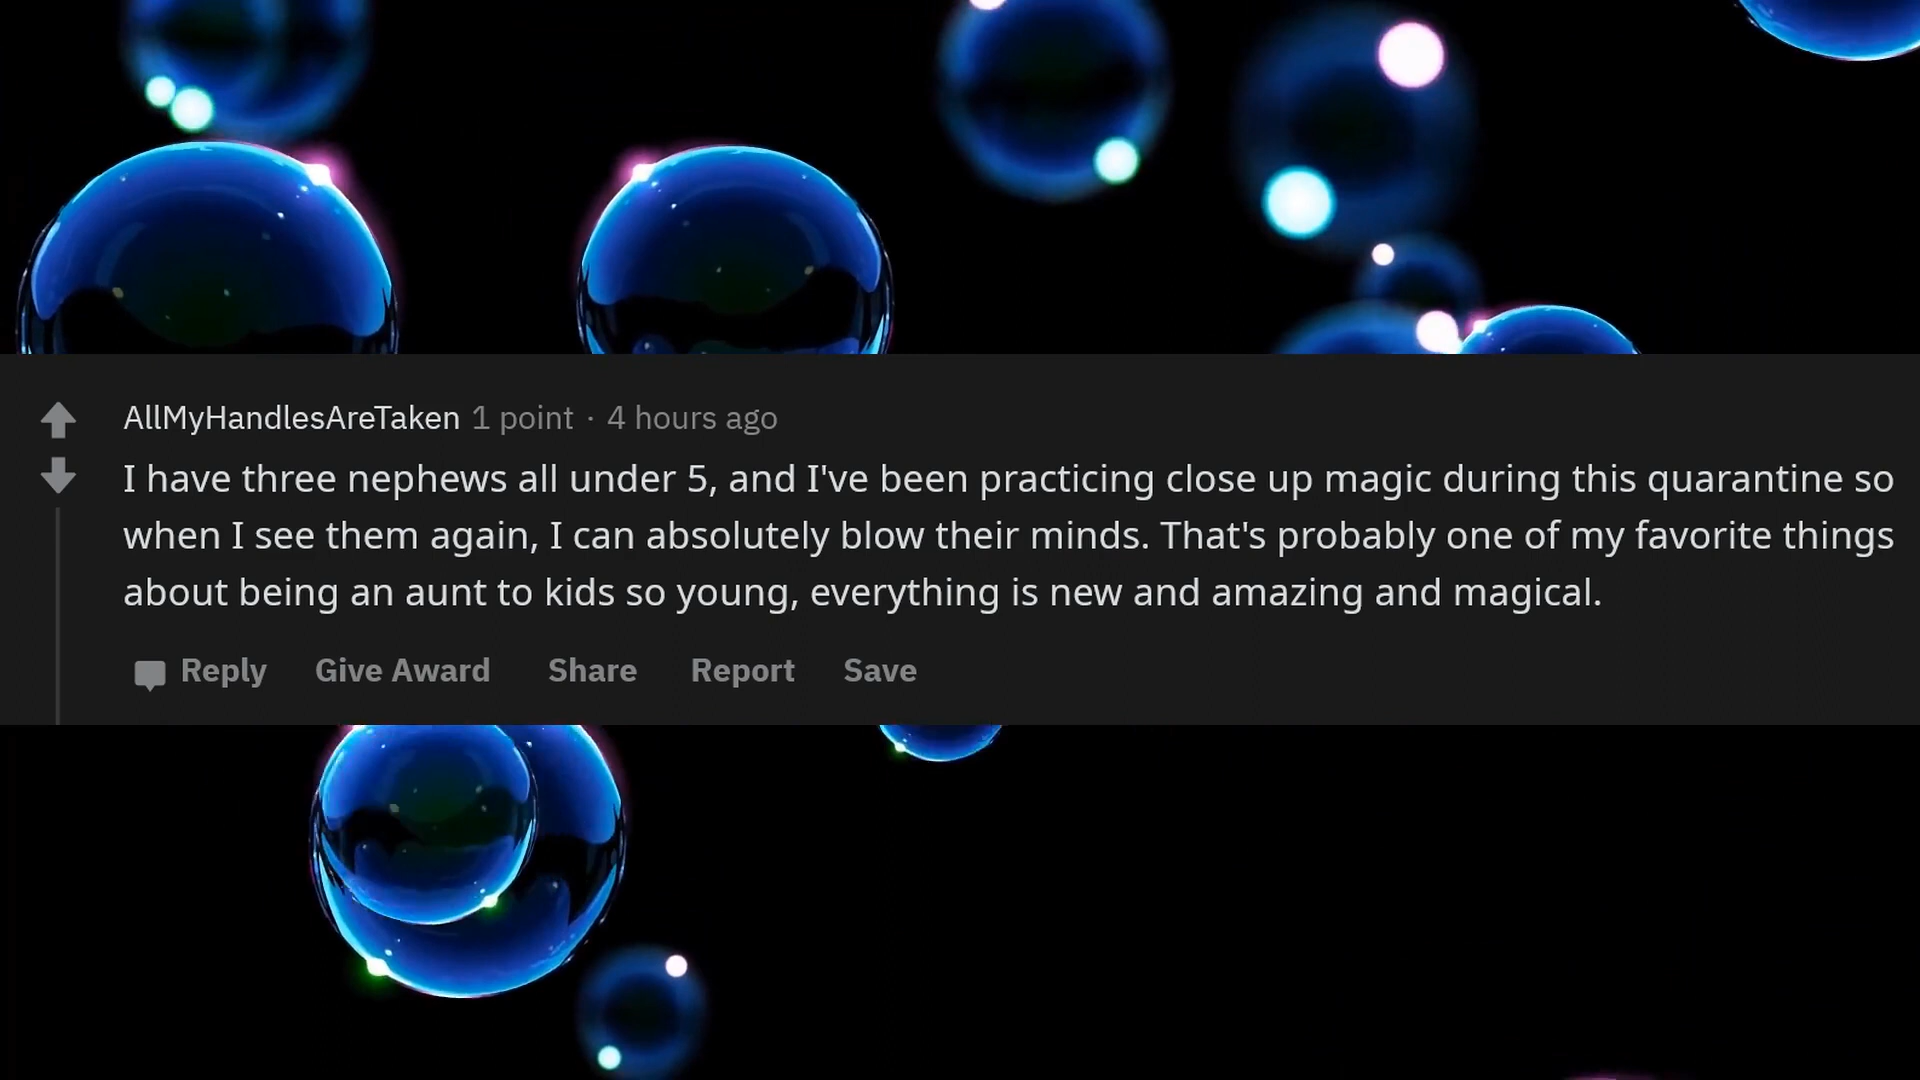 AllMyHandlesAreTaken 1 point · 4 hours ago
I have three nephews all under 5, and I've been practicing close up magic during this quarantine so
when I see them again, I can absolutely blow their minds. That's probably one of my favorite things
about being an aunt to kids so young, everything is new and amazing and magical.
Reply Give Award Share Report Save